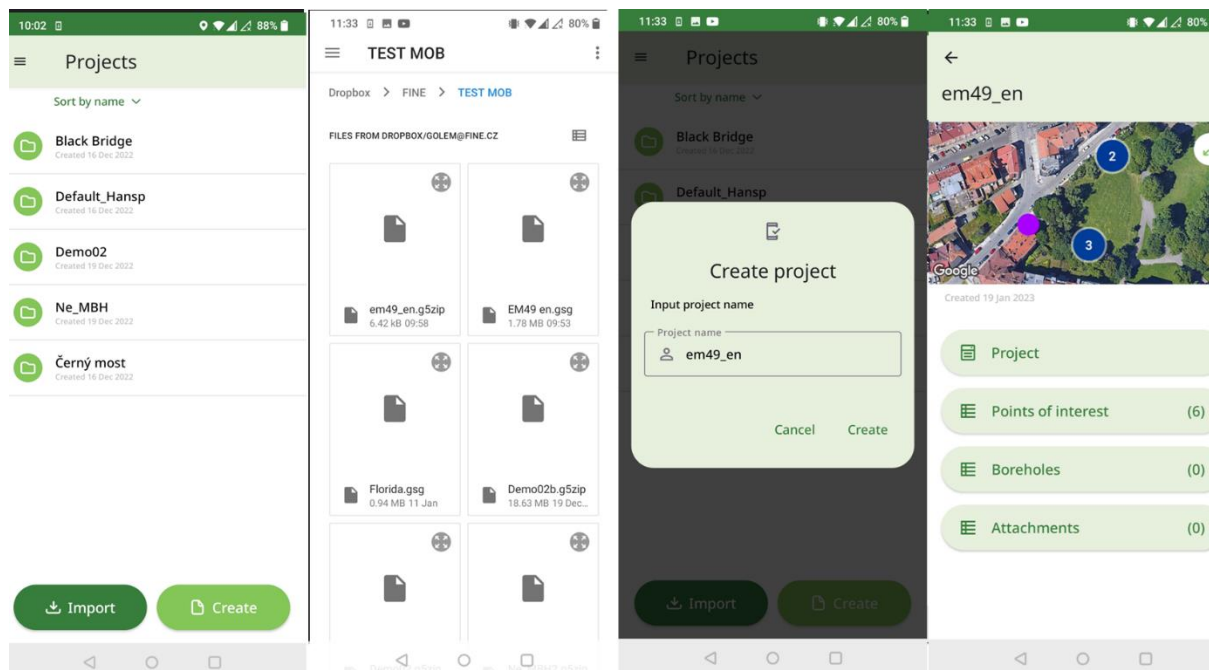 10:02
88%
Projects
Sort by name
Black Bridge
Created 16 Dec 2022
Default_Hansp
Created 16 Dec 2022
Demo02
Created 19 Dec 2022
Ne_MBH
Created 19 Dec 2022
Černý most
Created 16 Dec 2022
Import
Create
11:33
80%
TEST MOB
Dropbox > FINE > TEST MOB
FILES FROM DROPBOX/GOLEM@FINE.CZ
em49_en.g5zip
6.42 kB 09:58
EM49 en.gsg
1.78 MB 09:53
Florida.gsg
0.94 MB 11 Jan
Demo02b.g5zip
18.63 MB 19 Dec...
11:33
80%
Projects
Sort by name
Black Bridge
Created 16 Dec 2022
Default_Hansp
Create project
Input project name
Project name
em49_en
Cancel
Create
Import
Create
11:33
80%
em49_en
2
3
Google
Created 19 Jan 2023
Project
Points of interest (6)
Boreholes (0)
Attachments (0)